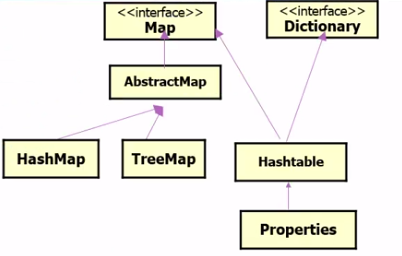 <<interface>>
Map
<<interface>>
Dictionary
AbstractMap
HashMap
TreeMap
Hashtable
Properties